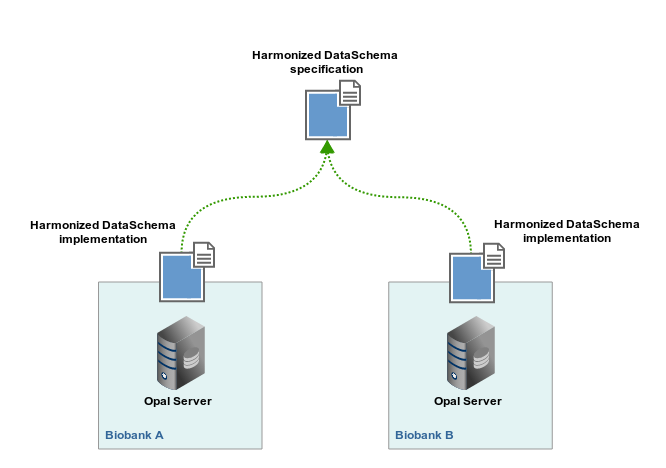 Harmonized DataSchema
specification
Harmonized DataSchema
implementation
Harmonized DataSchema
implementation
Opal Server
Opal Server
Biobank A
Biobank B